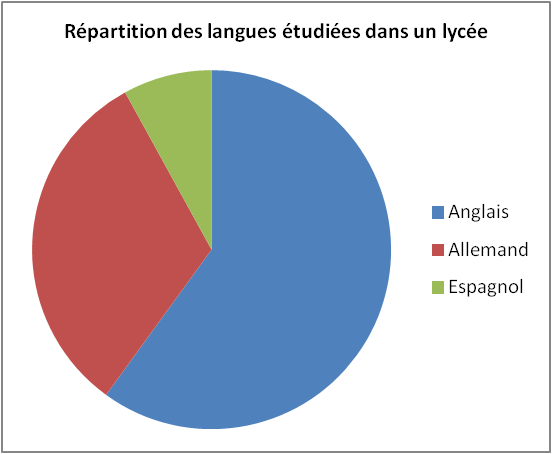 Répartition des langues étudiées dans un lycée
Anglais
Allemand
Espagnol